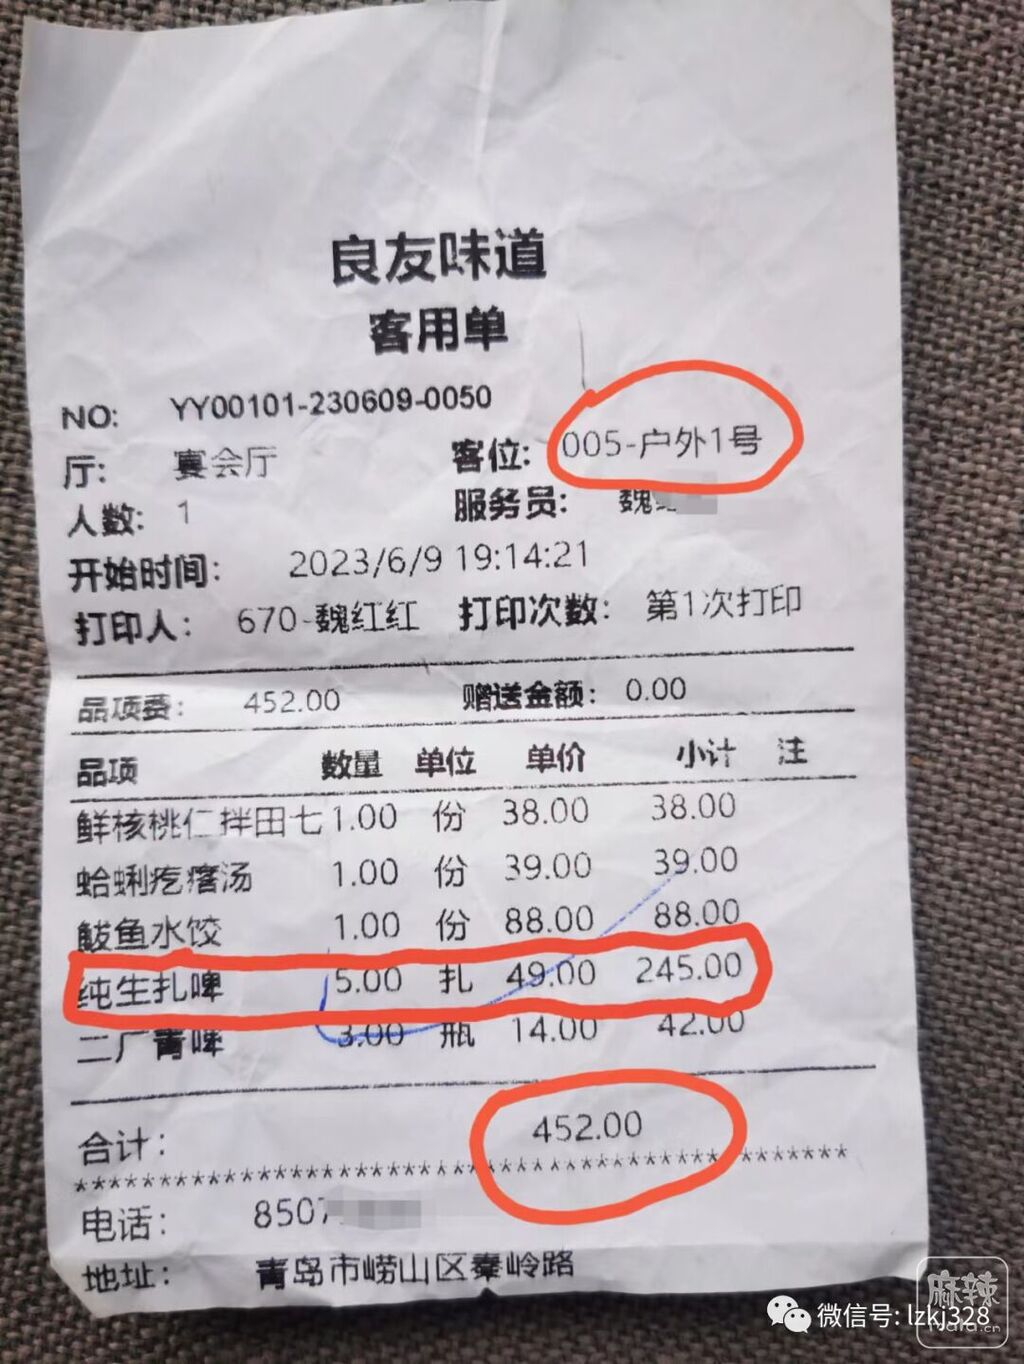 良友味道
客用单
NO: YY00101-230609-0050
厅: 宴会厅 客位: 005-户外1号
人数: 1 服务员: 魏
开始时间: 2023/6/9 19:14:21
打印人: 670-魏红红 打印次数: 第1次打印
品项费: 452.00 赠送金额: 0.00
品项 数量 单位 单价 小计 注
鲜核桃仁拌田七 1.00 份 38.00 38.00
蛤蜊疙瘩汤 1.00 份 39.00 39.00
鲅鱼水饺 1.00 份 88.00 88.00
纯生扎啤 5.00 扎 49.00 245.00
二厂青啤 3.00 瓶 14.00 42.00
合计: 452.00
***********************************************
电话: 8507
地址: 青岛市崂山区秦岭路
麻辣
微信号: lzkj328
mala.cn